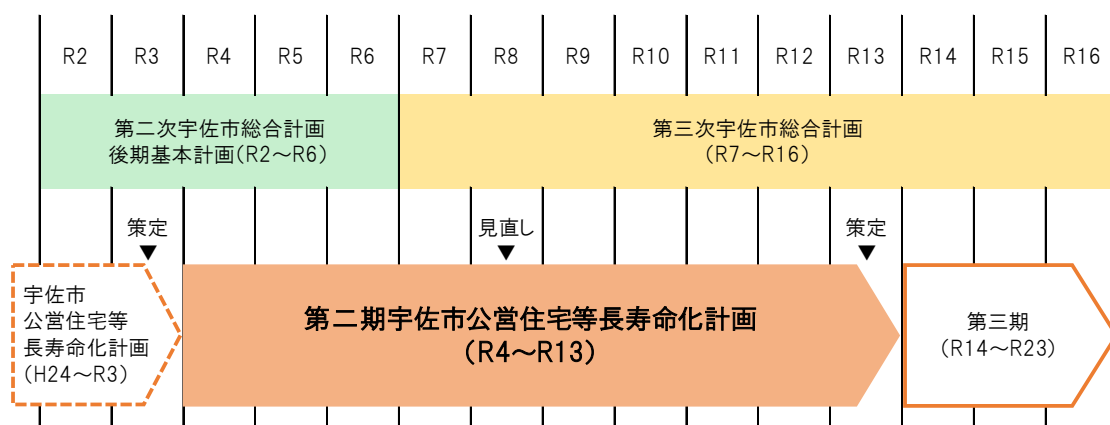 R2 R3 R4 R5 R6 R7 R8 R9 R10 R11 R12 R13 R14 R15 R16
第二次宇佐市総合計画
後期基本計画(R2～R6)
第三次宇佐市総合計画
(R7～R16)
策定
見直し
策定
▼
▼
▼
宇佐市
公営住宅等
長寿命化計画
(H24～R3)
第二期宇佐市公営住宅等長寿命化計画
(R4～R13)
第三期
(R14～R23)